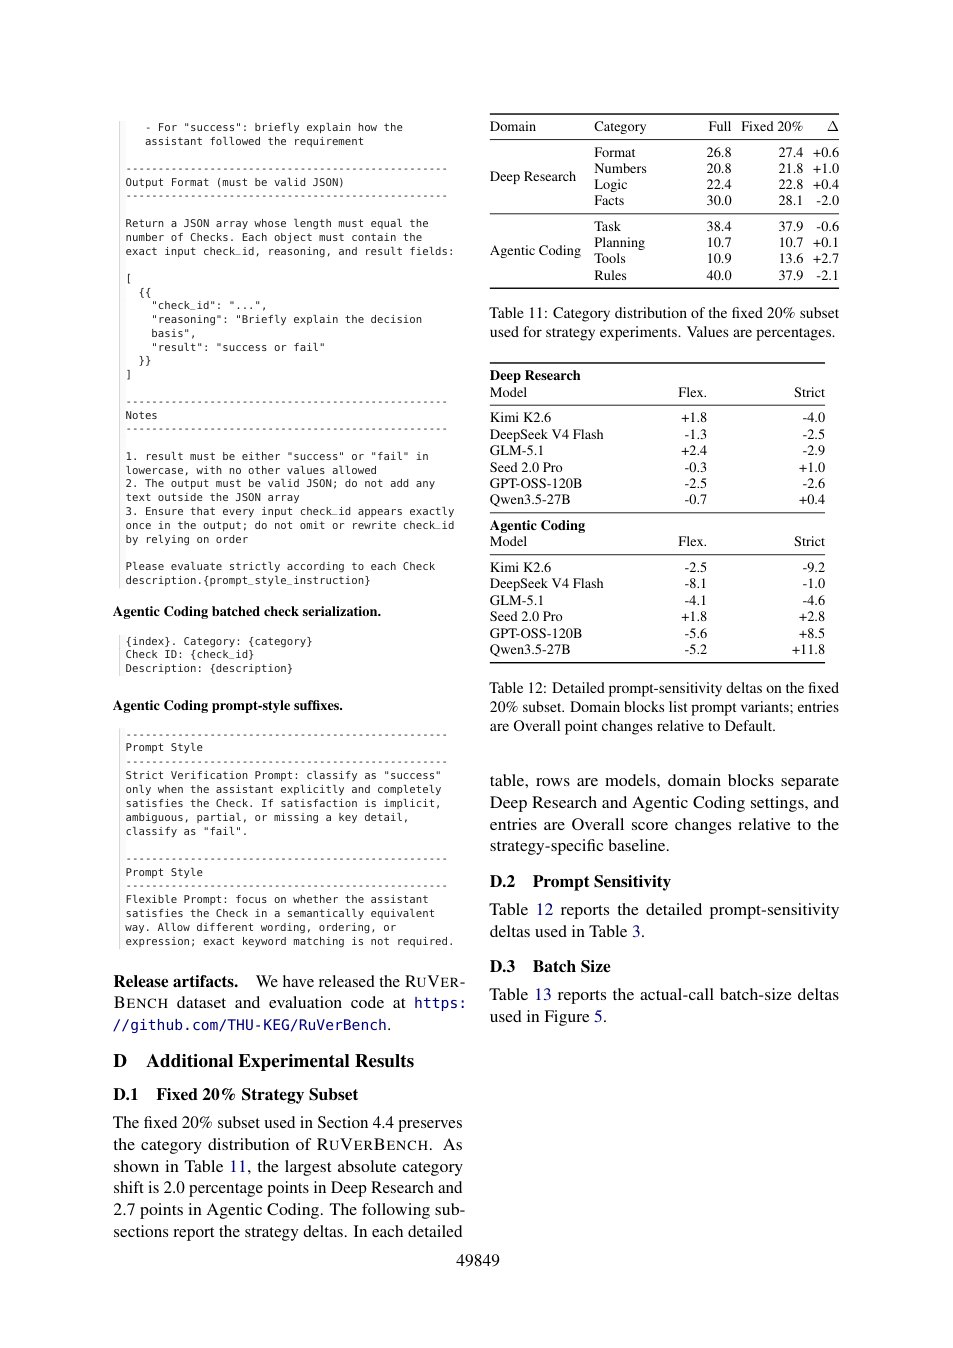 - For "success": briefly explain how the
assistant followed the requirement
-------------------------------------------------
Output Format (must be valid JSON)
-------------------------------------------------
Return a JSON array whose length must equal the
number of Checks. Each object must contain the
exact input check_id, reasoning, and result fields:
[
{{
"check_id": "...",
"reasoning": "Briefly explain the decision
basis",
"result": "success or fail"
}}
]
-------------------------------------------------
Notes
-------------------------------------------------
1. result must be either "success" or "fail" in
lowercase, with no other values allowed
2. The output must be valid JSON; do not add any
text outside the JSON array
3. Ensure that every input check_id appears exactly
once in the output; do not omit or rewrite check_id
by relying on order
Please evaluate strictly according to each Check
description.{prompt_style_instruction}
Agentic Coding batched check serialization.
{index}. Category: {category}
Check ID: {check_id}
Description: {description}
Agentic Coding prompt-style suffixes.
-------------------------------------------------
Prompt Style
-------------------------------------------------
Strict Verification Prompt: classify as "success"
only when the assistant explicitly and completely
satisfies the Check. If satisfaction is implicit,
ambiguous, partial, or missing a key detail,
classify as "fail".
-------------------------------------------------
Prompt Style
-------------------------------------------------
Flexible Prompt: focus on whether the assistant
satisfies the Check in a semantically equivalent
way. Allow different wording, ordering, or
expression; exact keyword matching is not required.
Release artifacts. We have released the RUVER-
BENCH dataset and evaluation code at https:
//github.com/THU-KEG/RuVerBench.
D Additional Experimental Results
D.1 Fixed 20% Strategy Subset
The fixed 20% subset used in Section 4.4 preserves
the category distribution of RUVERBENCH. As
shown in Table 11, the largest absolute category
shift is 2.0 percentage points in Deep Research and
2.7 points in Agentic Coding. The following sub-
sections report the strategy deltas. In each detailed
Domain Category Full Fixed 20% Δ
Deep Research
Format 26.8 27.4 +0.6
Numbers 20.8 21.8 +1.0
Logic 22.4 22.8 +0.4
Facts 30.0 28.1 -2.0
Agentic Coding
Task 38.4 37.9 -0.6
Planning 10.7 10.7 +0.1
Tools 10.9 13.6 +2.7
Rules 40.0 37.9 -2.1
Table 11: Category distribution of the fixed 20% subset
used for strategy experiments. Values are percentages.
Deep Research
Model Flex. Strict
Kimi K2.6 +1.8 -4.0
DeepSeek V4 Flash -1.3 -2.5
GLM-5.1 +2.4 -2.9
Seed 2.0 Pro -0.3 +1.0
GPT-OSS-120B -2.5 -2.6
Qwen3.5-27B -0.7 +0.4
Agentic Coding
Model Flex. Strict
Kimi K2.6 -2.5 -9.2
DeepSeek V4 Flash -8.1 -1.0
GLM-5.1 -4.1 -4.6
Seed 2.0 Pro +1.8 +2.8
GPT-OSS-120B -5.6 +8.5
Qwen3.5-27B -5.2 +11.8
Table 12: Detailed prompt-sensitivity deltas on the fixed
20% subset. Domain blocks list prompt variants; entries
are Overall point changes relative to Default.
table, rows are models, domain blocks separate
Deep Research and Agentic Coding settings, and
entries are Overall score changes relative to the
strategy-specific baseline.
D.2 Prompt Sensitivity
Table 12 reports the detailed prompt-sensitivity
deltas used in Table 3.
D.3 Batch Size
Table 13 reports the actual-call batch-size deltas
used in Figure 5.
49849